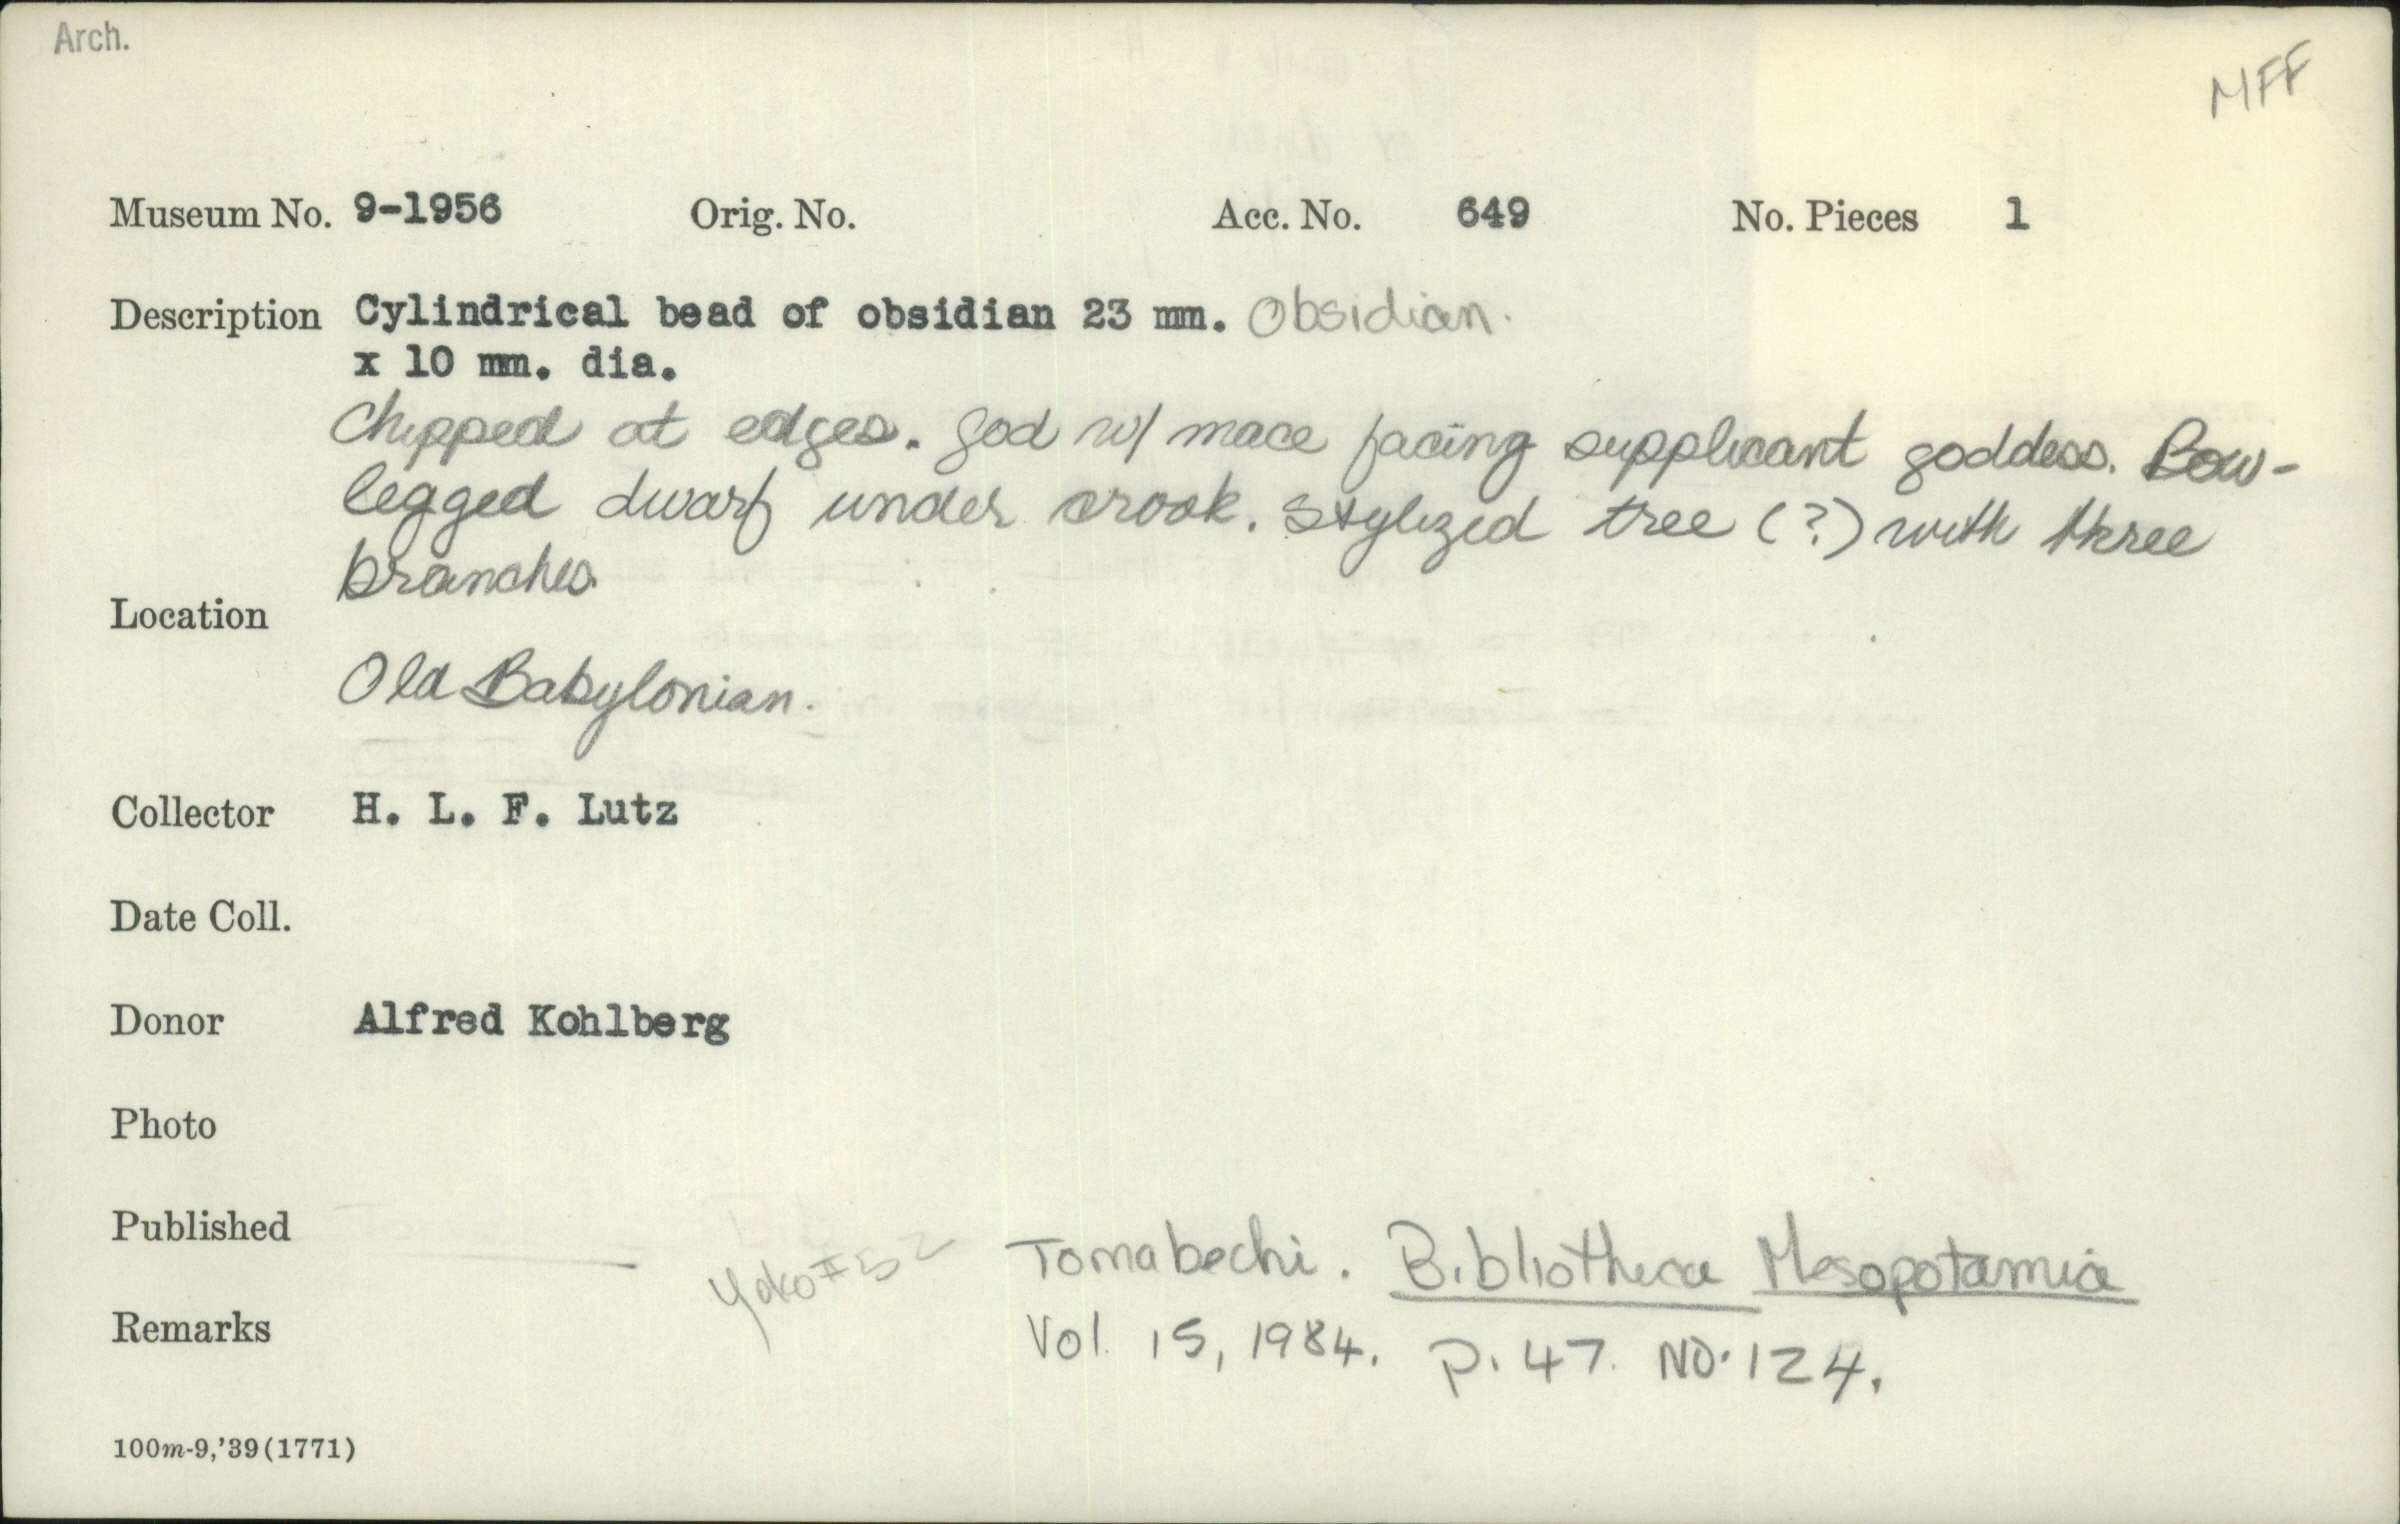 Arch.
MFF
Museum No. 9-1956 Orig. No. Acc. No. 649 No. Pieces 1
Description Cylindrical bead of obsidian 23 mm. Obsidian.
x 10 mm. dia.
Chipped at edges. God w/ mace facing supplicant goddess. Bow-
legged dwarf under crook. Stylized tree (?) with three
branches.
Location
Old Babylonian.
Collector H. L. F. Lutz
Date Coll.
Donor Alfred Kohlberg
Photo
Published
Yoko #52 Tomabechi. Bibliotheca Mesopotamia
Remarks Vol. 15, 1984. P. 47. NO. 124.
100m-9,'39(1771)